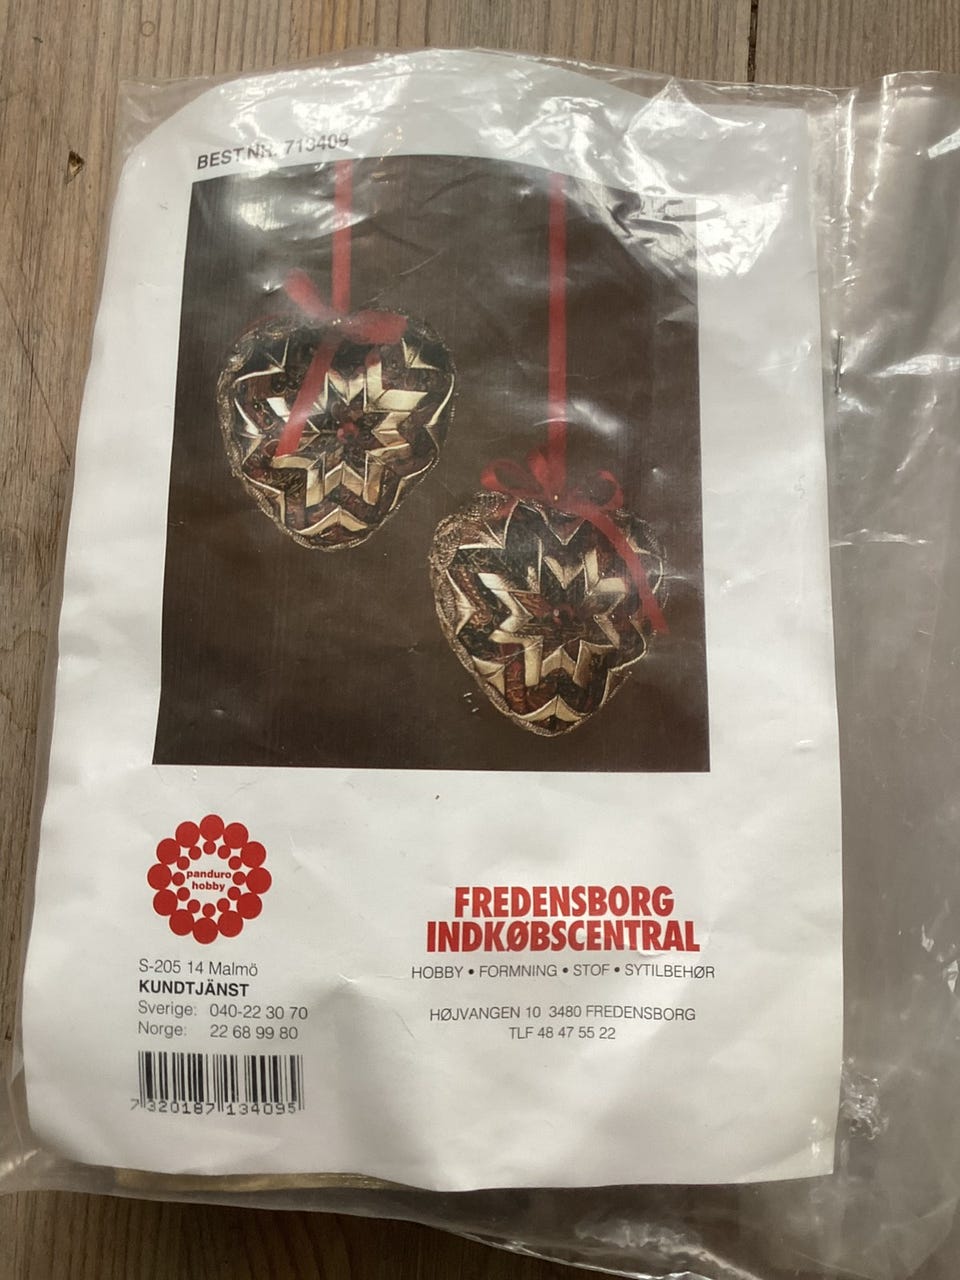 BEST.NR. 713409
panduro
hobby
S-205 14 Malmö
KUNDTJÄNST
Sverige: 040-22 30 70
Norge: 22 68 99 80
7 320187 134095
FREDENSBORG
INDKØBSCENTRAL
HOBBY • FORMNING • STOF • SYTILBEHØR
HØJVANGEN 10 3480 FREDENSBORG
TLF 48 47 55 22